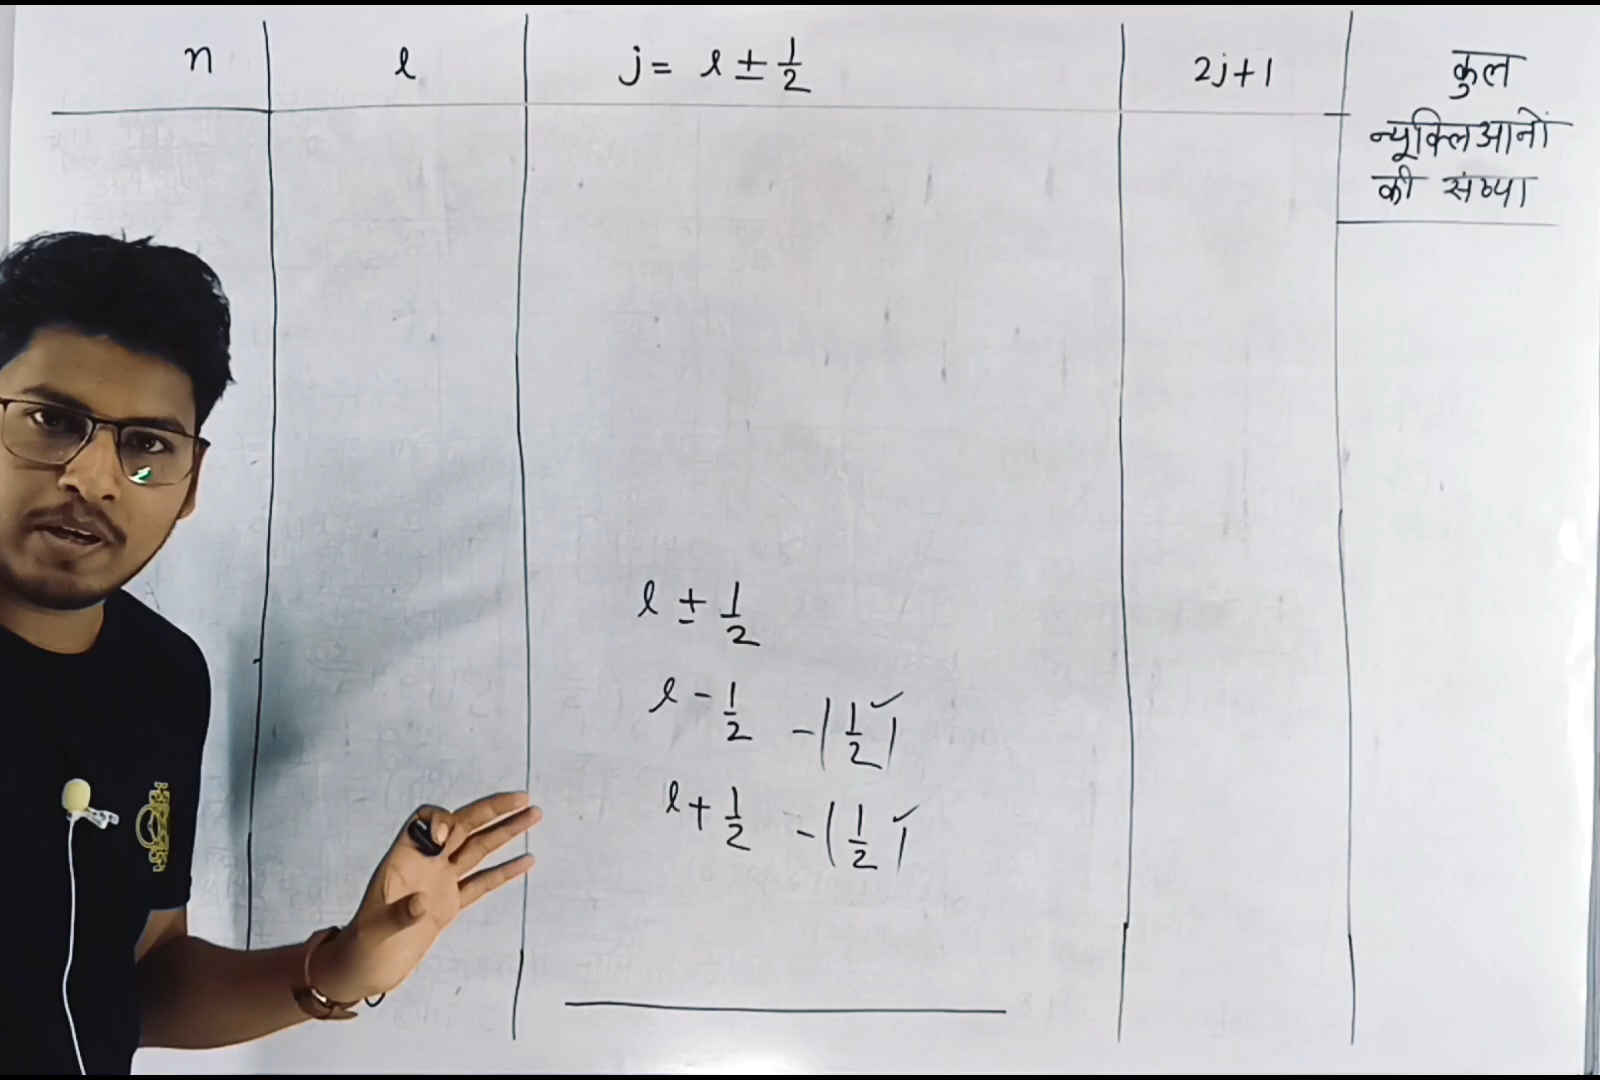 n l j = l ± 1/2 2j+1 कुल
न्यूक्लिआनों
की संख्या
l ± 1/2
l - 1/2 -(1/2)✓
l + 1/2 -(1/2)✓